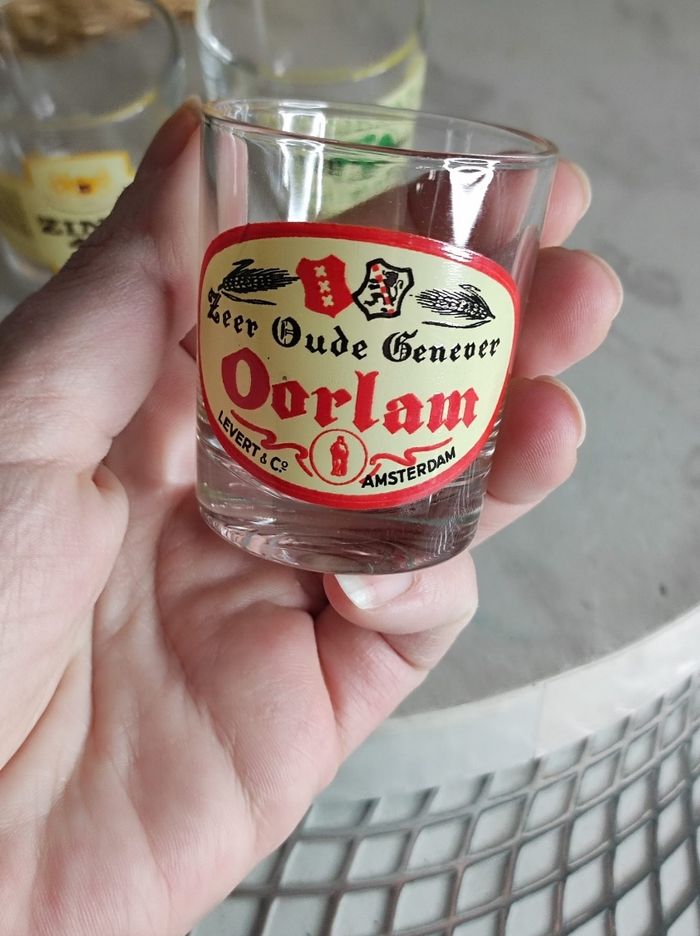 Zeer Oude Genever
Oorlam
LEVERT & Cº
AMSTERDAM